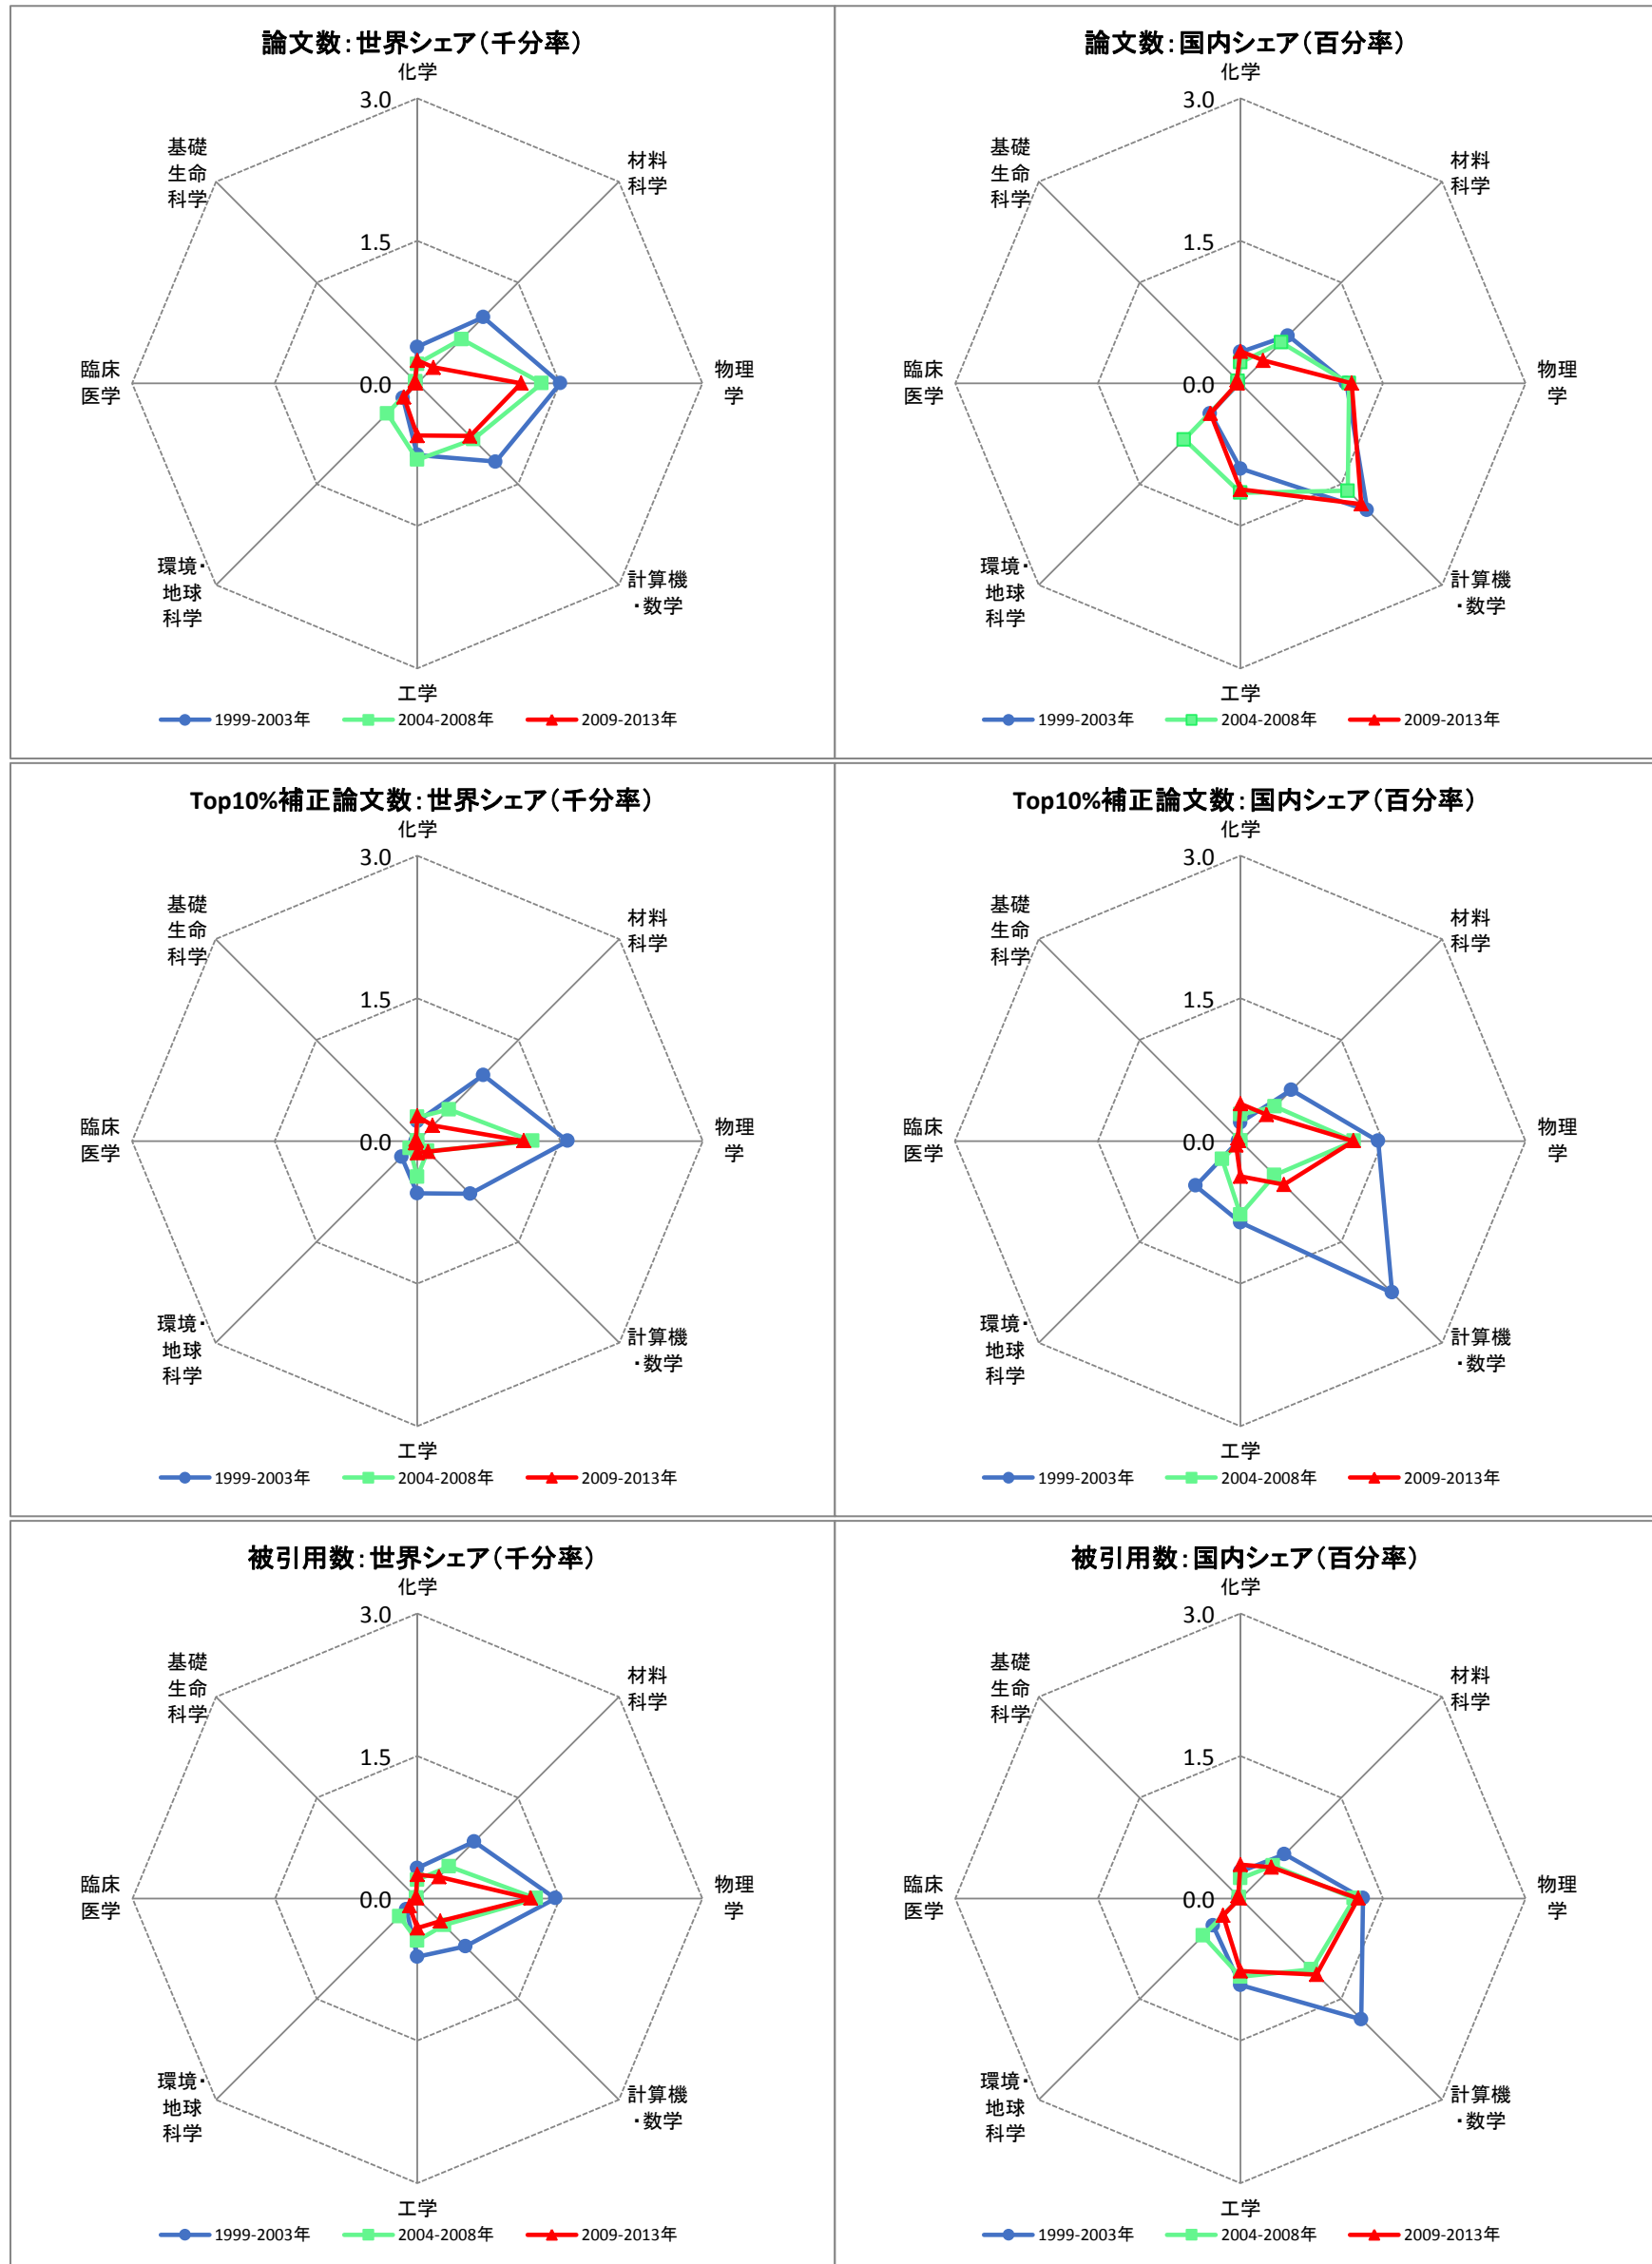 論文数：世界シェア（千分率）
化学
3.0
基礎
生命
科学
材料
科学
1.5
臨床
医学
0.0
物理
学
環境・
地球
科学
計算機
・数学
工学
1999-2003年 2004-2008年 2009-2013年
論文数：国内シェア（百分率）
化学
3.0
基礎
生命
科学
材料
科学
1.5
臨床
医学
0.0
物理
学
環境・
地球
科学
計算機
・数学
工学
1999-2003年 2004-2008年 2009-2013年
Top10%補正論文数：世界シェア（千分率）
化学
3.0
基礎
生命
科学
材料
科学
1.5
臨床
医学
0.0
物理
学
環境・
地球
科学
計算機
・数学
工学
1999-2003年 2004-2008年 2009-2013年
Top10%補正論文数：国内シェア（百分率）
化学
3.0
基礎
生命
科学
材料
科学
1.5
臨床
医学
0.0
物理
学
環境・
地球
科学
計算機
・数学
工学
1999-2003年 2004-2008年 2009-2013年
被引用数：世界シェア（千分率）
化学
3.0
基礎
生命
科学
材料
科学
1.5
臨床
医学
0.0
物理
学
環境・
地球
科学
計算機
・数学
工学
1999-2003年 2004-2008年 2009-2013年
被引用数：国内シェア（百分率）
化学
3.0
基礎
生命
科学
材料
科学
1.5
臨床
医学
0.0
物理
学
環境・
地球
科学
計算機
・数学
工学
1999-2003年 2004-2008年 2009-2013年